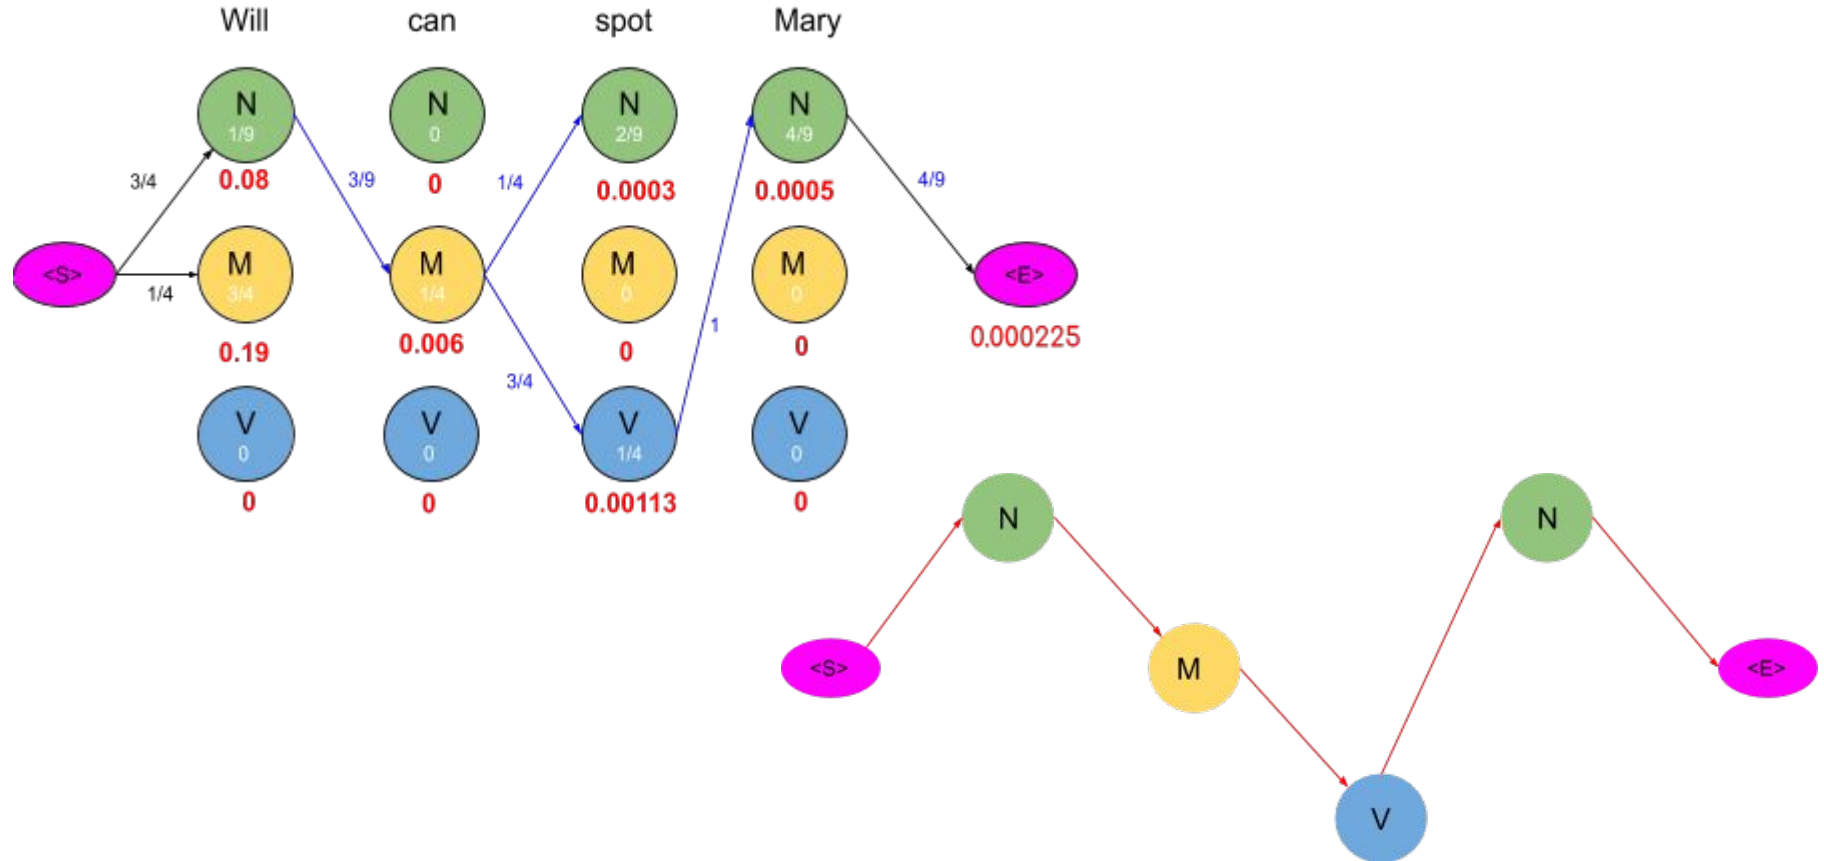 Will can spot Mary
N N N N
1/9 0 2/9 4/9
3/4 0.08 3/9 0 1/4 0.0003 0.0005 4/9
<S> M M M M <E>
1/4 3/4 1/4 0 0
0.19 0.006 0 0 0.000225
3/4 1
V V V V
0 0 1/4 0
0 0 0.00113 0
N N
<S> M <E>
V